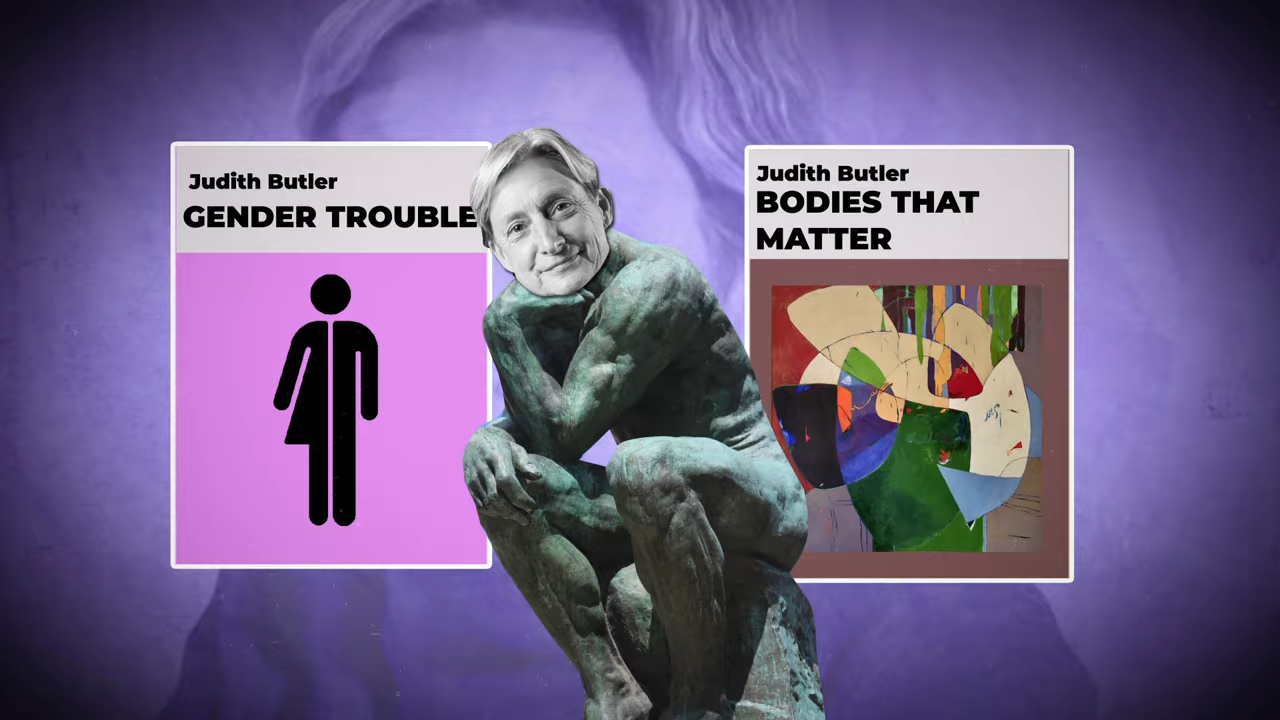 Judith Butler
GENDER TROUBLE
Judith Butler
BODIES THAT
MATTER